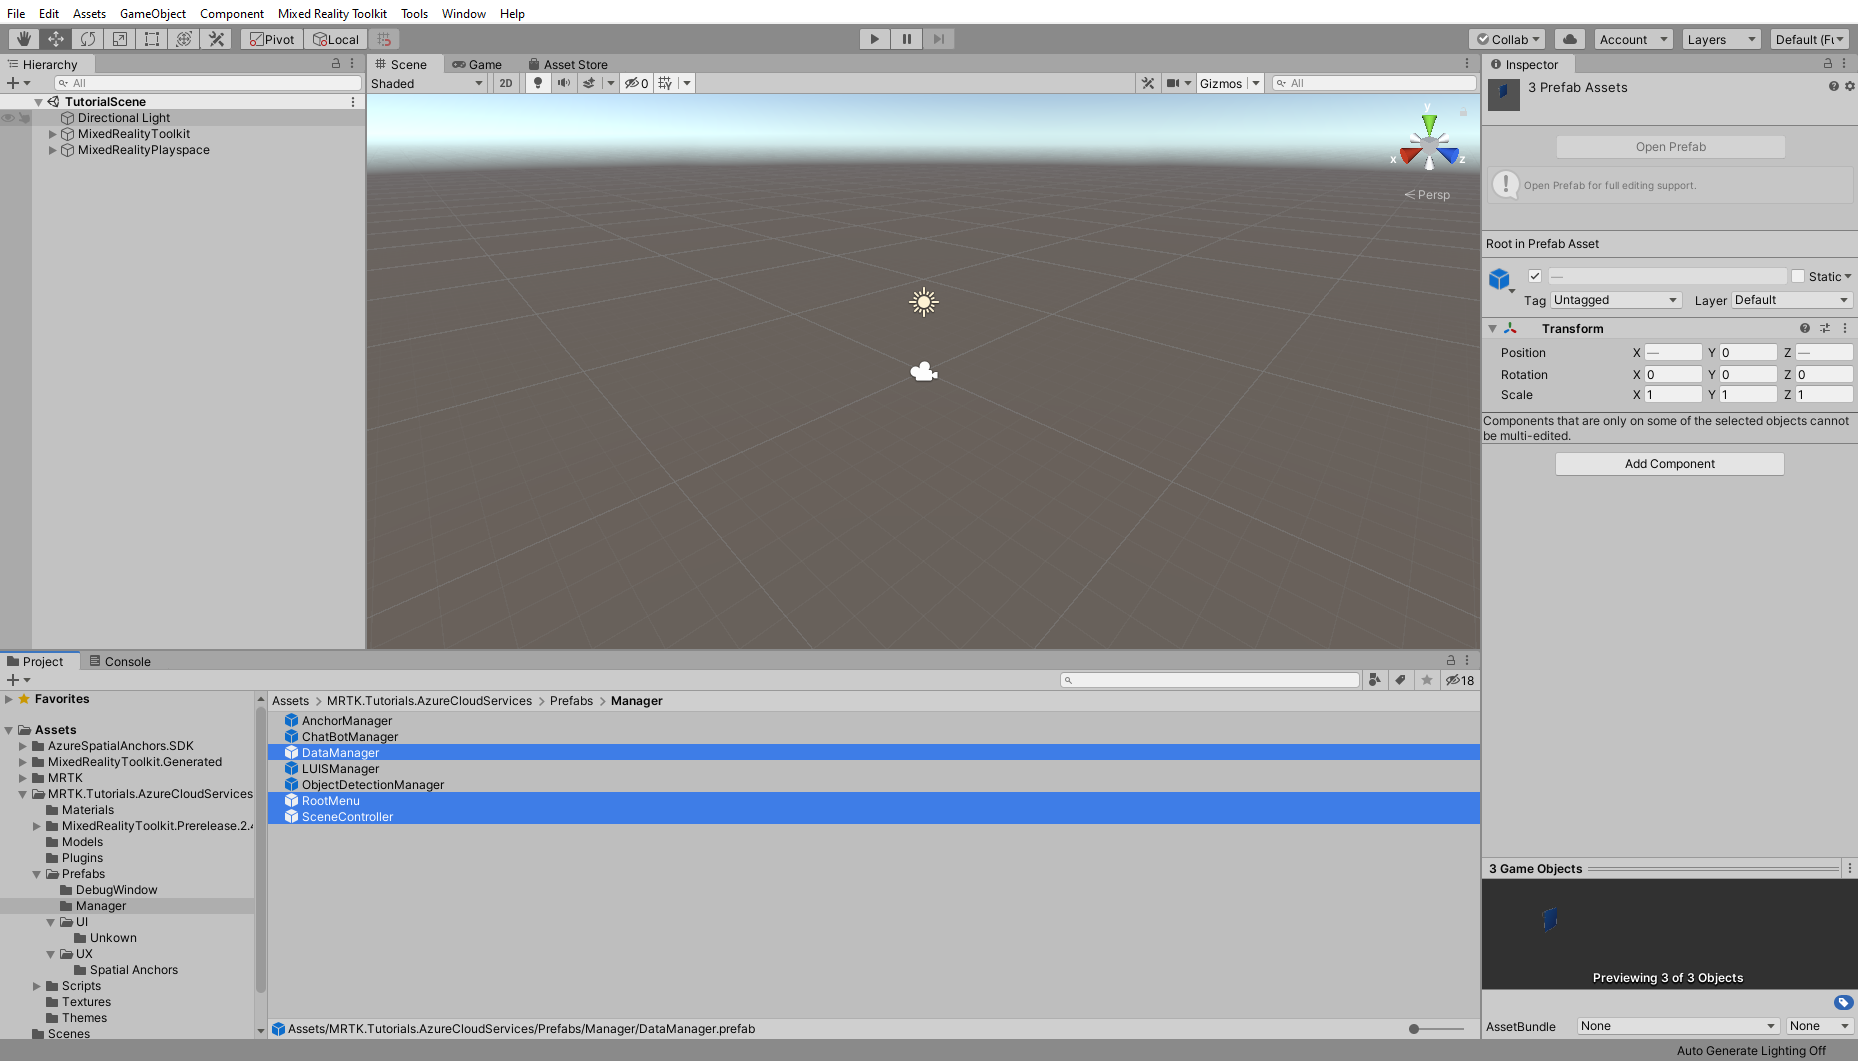 File Edit Assets GameObject Component Mixed Reality Toolkit Tools Window Help
Pivot Local Collab Account Layers Default (Fu
Hierarchy
All
TutorialScene
Directional Light
MixedRealityToolkit
MixedRealityPlayspace
Scene Game Asset Store
Shaded 2D 0 Gizmos All
y
x z
Persp
Inspector
3 Prefab Assets
Open Prefab
Open Prefab for full editing support.
Root in Prefab Asset
— Static
Tag Untagged Layer Default
Transform
Position X — Y 0 Z —
Rotation X 0 Y 0 Z 0
Scale X 1 Y 1 Z 1
Components that are only on some of the selected objects cannot
be multi-edited.
Add Component
Project Console
18
Favorites
Assets
AzureSpatialAnchors.SDK
MixedRealityToolkit.Generated
MRTK
MRTK.Tutorials.AzureCloudServices
Materials
MixedRealityToolkit.Prerelease.2.4
Models
Plugins
Prefabs
DebugWindow
Manager
UI
Unkown
UX
Spatial Anchors
Scripts
Textures
Themes
Scenes
Assets > MRTK.Tutorials.AzureCloudServices > Prefabs > Manager
AnchorManager
ChatBotManager
DataManager
LUISManager
ObjectDetectionManager
RootMenu
SceneController
Assets/MRTK.Tutorials.AzureCloudServices/Prefabs/Manager/DataManager.prefab
3 Game Objects
Previewing 3 of 3 Objects
AssetBundle None None
Auto Generate Lighting Off